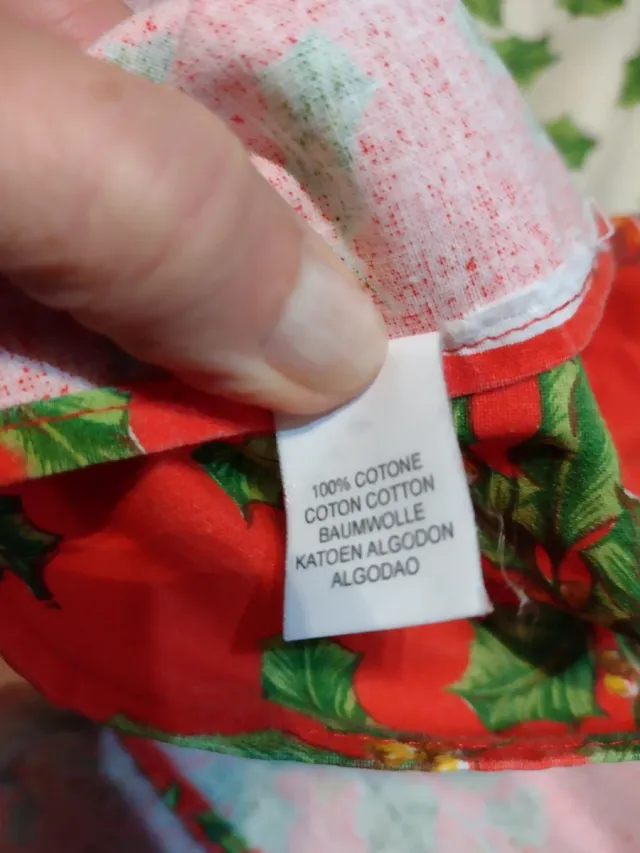 100% COTONE
COTON COTTON
BAUMWOLLE
KATOEN ALGODON
ALGODAO